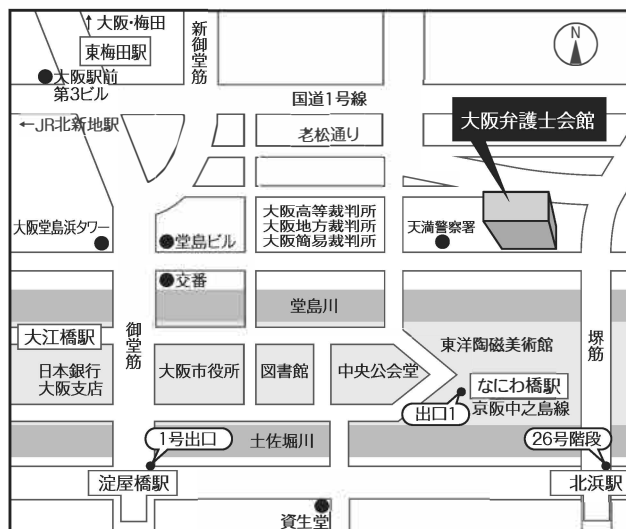 ↑大阪・梅田
東梅田駅
新御堂筋
N
大阪駅前
第3ビル
国道1号線
←JR北新地駅
老松通り
大阪弁護士会館
大阪堂島浜タワー
堂島ビル
大阪高等裁判所
大阪地方裁判所
大阪簡易裁判所
天満警察署
交番
堂島川
大江橋駅
御堂筋
東洋陶磁美術館
堺筋
日本銀行
大阪支店
大阪市役所
図書館
中央公会堂
なにわ橋駅
出口1
京阪中之島線
1号出口
土佐堀川
26号階段
淀屋橋駅
北浜駅
資生堂